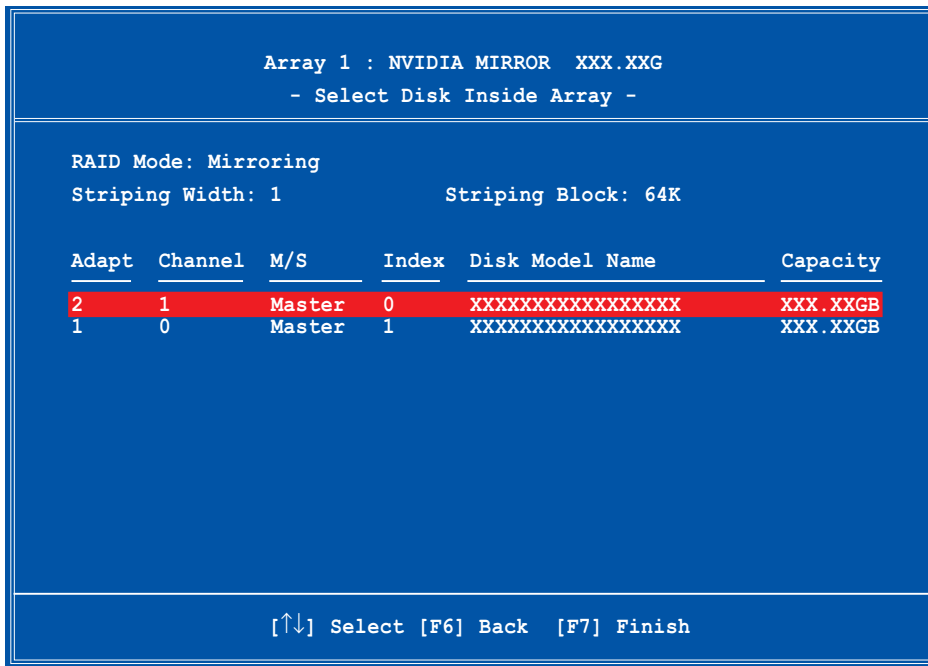 Array 1 : NVIDIA MIRROR XXX.XXG
- Select Disk Inside Array -
RAID Mode: Mirroring
Striping Width: 1 Striping Block: 64K
Adapt Channel M/S Index Disk Model Name Capacity
2 1 Master 0 XXXXXXXXXXXXXXXXX XXX.XXGB
1 0 Master 1 XXXXXXXXXXXXXXXXX XXX.XXGB
[↑↓] Select [F6] Back [F7] Finish